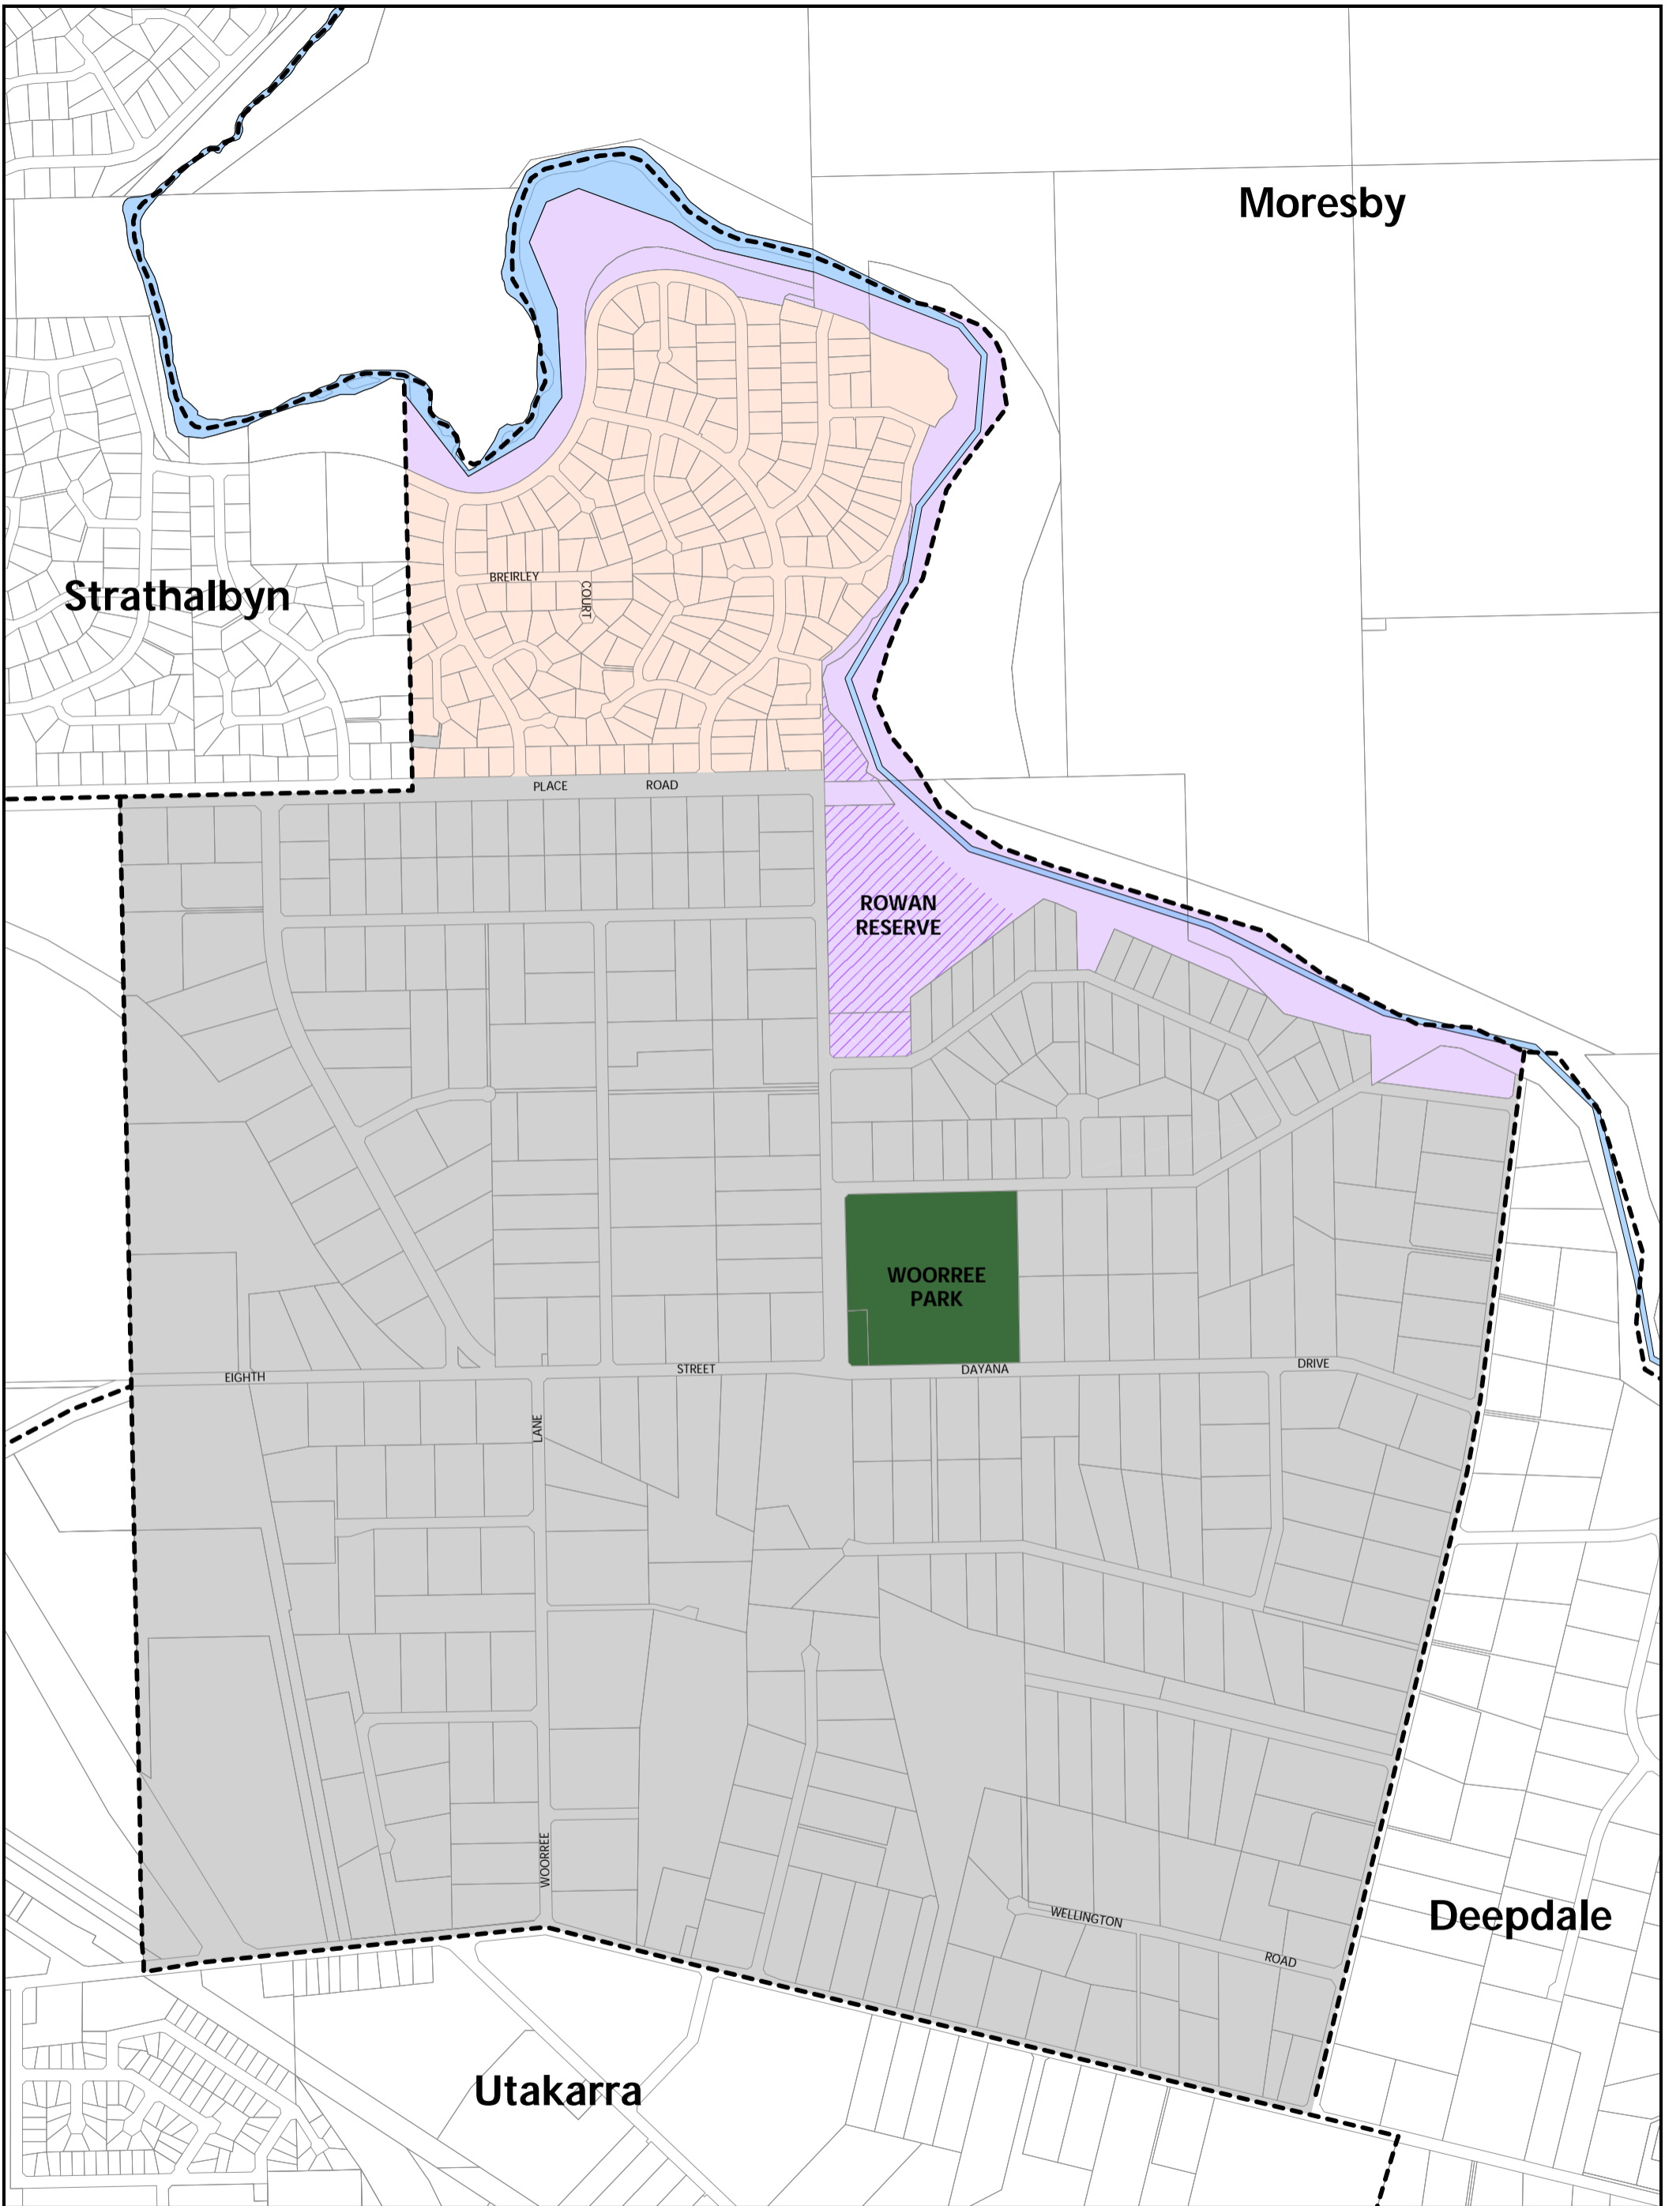 Moresby
Strathalbyn
BREIRLEY
COURT
PLACE ROAD
ROWAN
RESERVE
WOORREE
PARK
EIGHTH STREET DAYANA DRIVE
LANE
WOORREE
WELLINGTON
ROAD
Deepdale
Utakarra